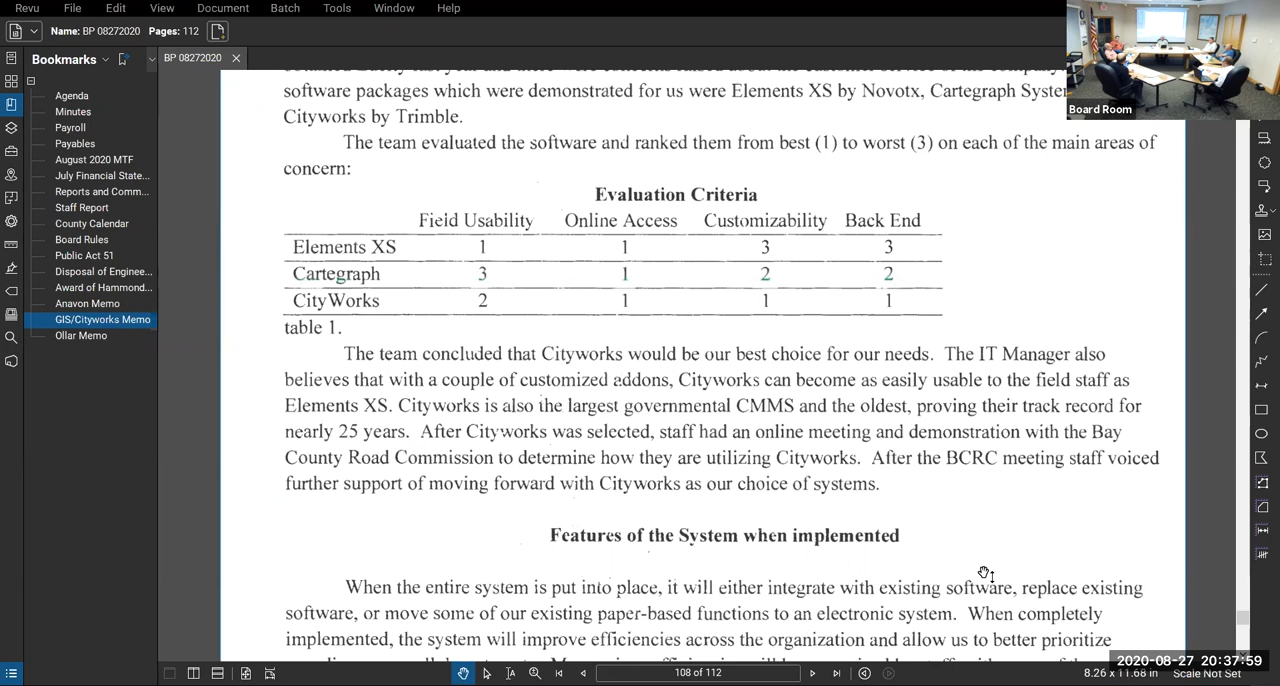 Revu File Edit View Document Batch Tools Window Help
Name: BP 08272020 Pages: 112
Bookmarks
BP 08272020
Agenda
Minutes
Payroll
Payables
August 2020 MTF
July Financial State...
Reports and Comm...
Staff Report
County Calendar
Board Rules
Public Act 51
Disposal of Enginee...
Award of Hammond...
Anavon Memo
GIS/Cityworks Memo
Ollar Memo
Board Room
software packages which were demonstrated for us were Elements XS by Novotx, Cartegraph System
Cityworks by Trimble.
The team evaluated the software and ranked them from best (1) to worst (3) on each of the main areas of
concern:
Evaluation Criteria
Field Usability Online Access Customizability Back End
Elements XS 1 1 3 3
Cartegraph 3 1 2 2
CityWorks 2 1 1 1
table 1.
The team concluded that Cityworks would be our best choice for our needs. The IT Manager also
believes that with a couple of customized addons, Cityworks can become as easily usable to the field staff as
Elements XS. Cityworks is also the largest governmental CMMS and the oldest, proving their track record for
nearly 25 years. After Cityworks was selected, staff had an online meeting and demonstration with the Bay
County Road Commission to determine how they are utilizing Cityworks. After the BCRC meeting staff voiced
further support of moving forward with Cityworks as our choice of systems.
Features of the System when implemented
When the entire system is put into place, it will either integrate with existing software, replace existing
software, or move some of our existing paper-based functions to an electronic system. When completely
implemented, the system will improve efficiencies across the organization and allow us to better prioritize
108 of 112
2020-08-27 20:37:59
8.26 x 11.68 in Scale Not Set